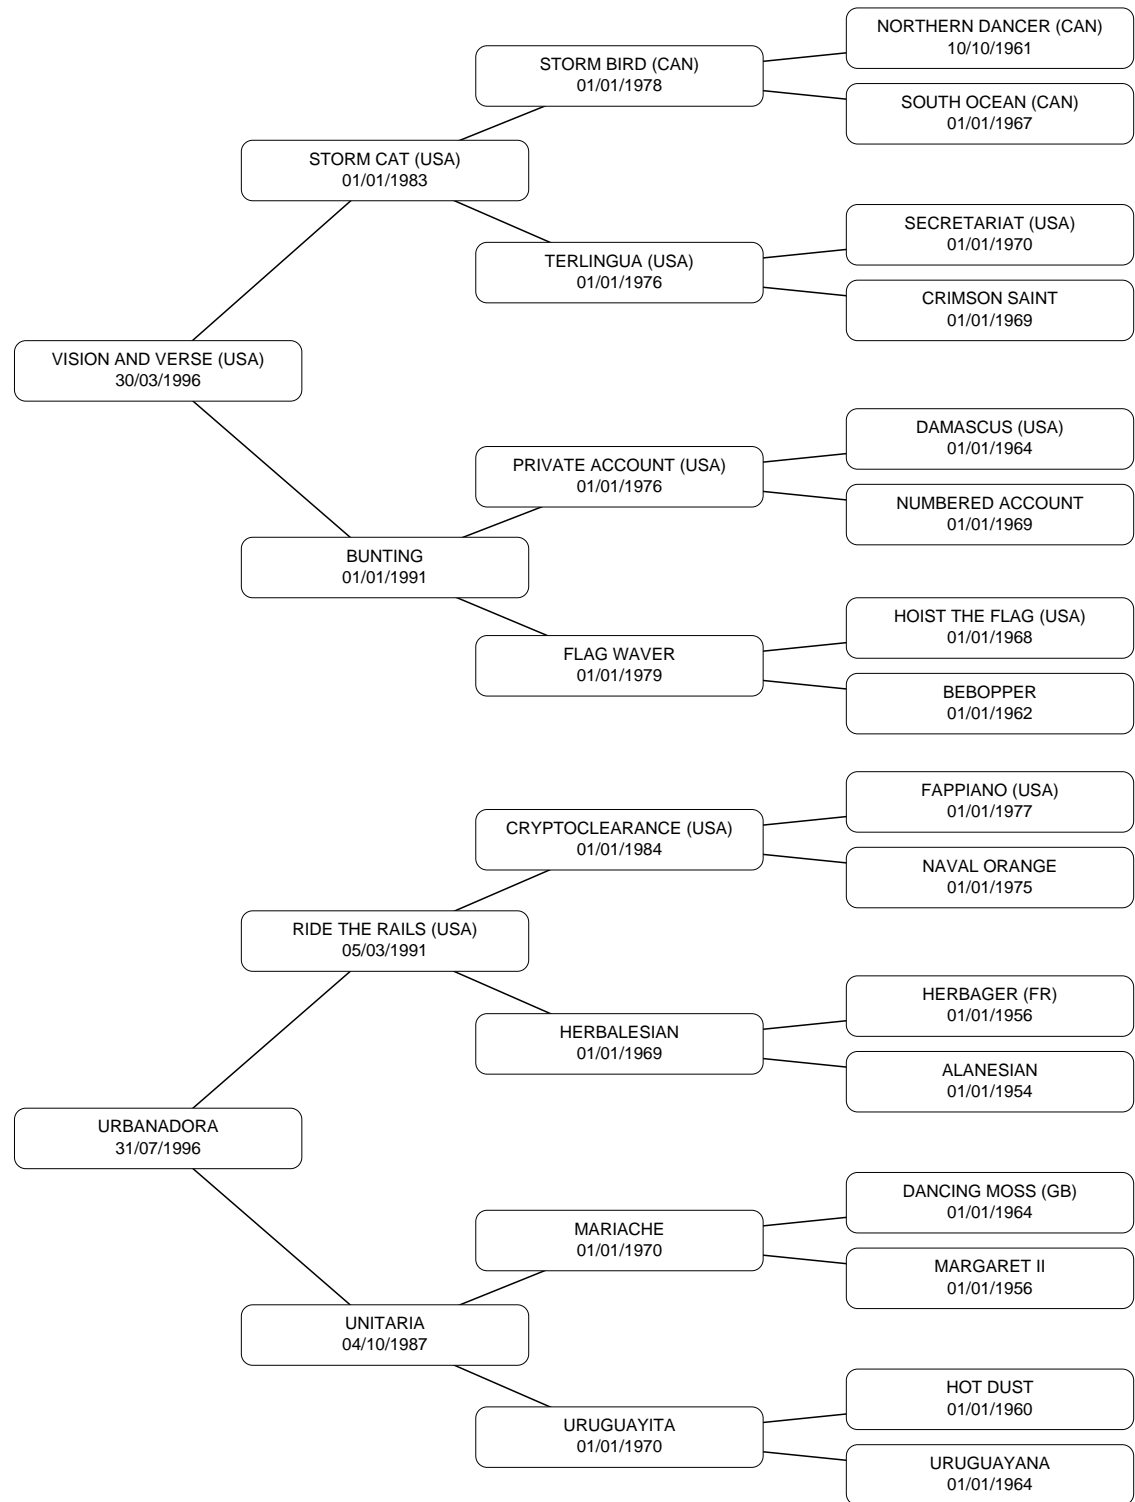 NORTHERN DANCER (CAN)
10/10/1961
STORM BIRD (CAN)
01/01/1978
SOUTH OCEAN (CAN)
01/01/1967
STORM CAT (USA)
01/01/1983
SECRETARIAT (USA)
01/01/1970
TERLINGUA (USA)
01/01/1976
CRIMSON SAINT
01/01/1969
VISION AND VERSE (USA)
30/03/1996
DAMASCUS (USA)
01/01/1964
PRIVATE ACCOUNT (USA)
01/01/1976
NUMBERED ACCOUNT
01/01/1969
BUNTING
01/01/1991
HOIST THE FLAG (USA)
01/01/1968
FLAG WAVER
01/01/1979
BEBOPPER
01/01/1962
FAPPIANO (USA)
01/01/1977
CRYPTOCLEARANCE (USA)
01/01/1984
NAVAL ORANGE
01/01/1975
RIDE THE RAILS (USA)
05/03/1991
HERBAGER (FR)
01/01/1956
HERBALESIAN
01/01/1969
ALANESIAN
01/01/1954
URBANADORA
31/07/1996
DANCING MOSS (GB)
01/01/1964
MARIACHE
01/01/1970
MARGARET II
01/01/1956
UNITARIA
04/10/1987
HOT DUST
01/01/1960
URUGUAYITA
01/01/1970
URUGUAYANA
01/01/1964